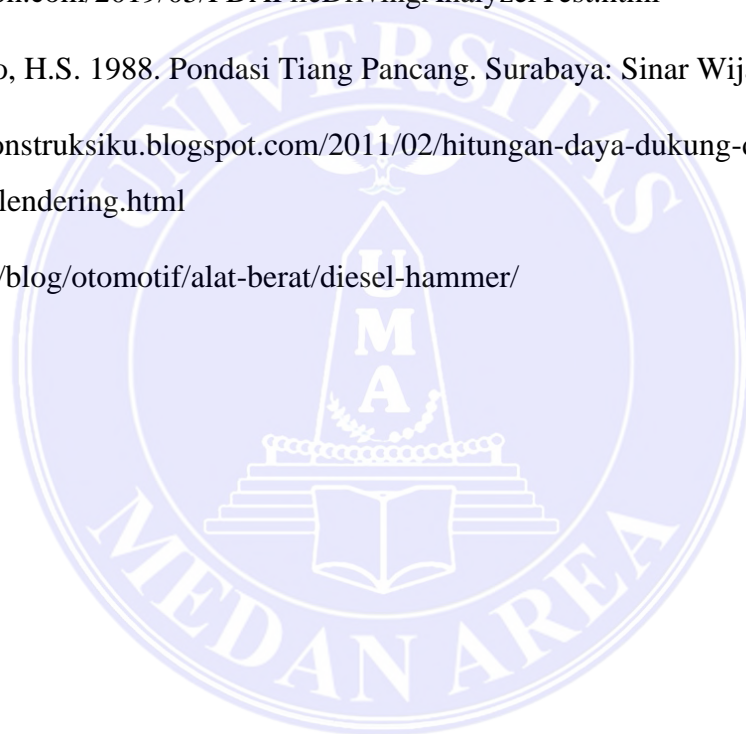 o, H.S. 1988. Pondasi Tiang Pancang. Surabaya: Sinar Wij
onstruksiku.blogspot.com/2011/02/hitungan-daya-dukung-
lendering.html
/blog/otomotif/alat-berat/diesel-hammer/
UNIVERSITAS
UMA
MEDAN AREA